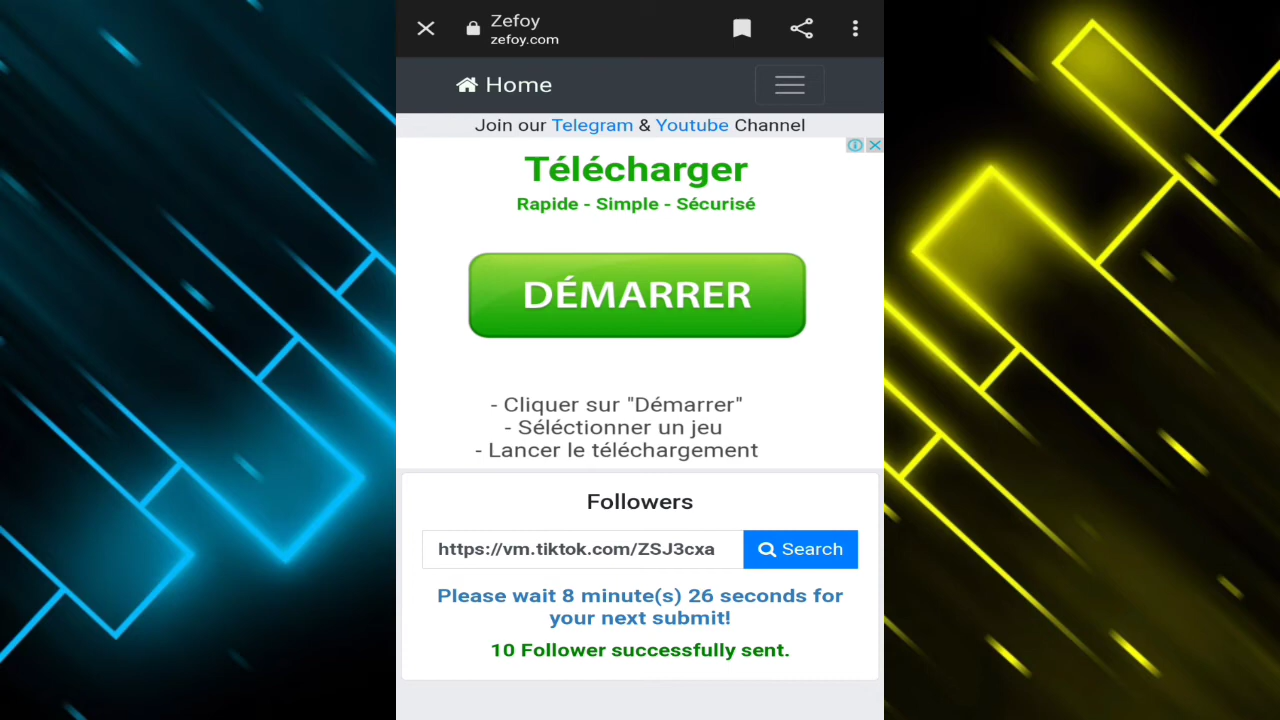 Zefoy
zefoy.com
Home
Join our Telegram & Youtube Channel
Télécharger
Rapide - Simple - Sécurisé
DÉMARRER
- Cliquer sur "Démarrer"
- Séléctionner un jeu
- Lancer le téléchargement
Followers
https://vm.tiktok.com/ZSJ3cxa
Search
Please wait 8 minute(s) 26 seconds for
your next submit!
10 Follower successfully sent.